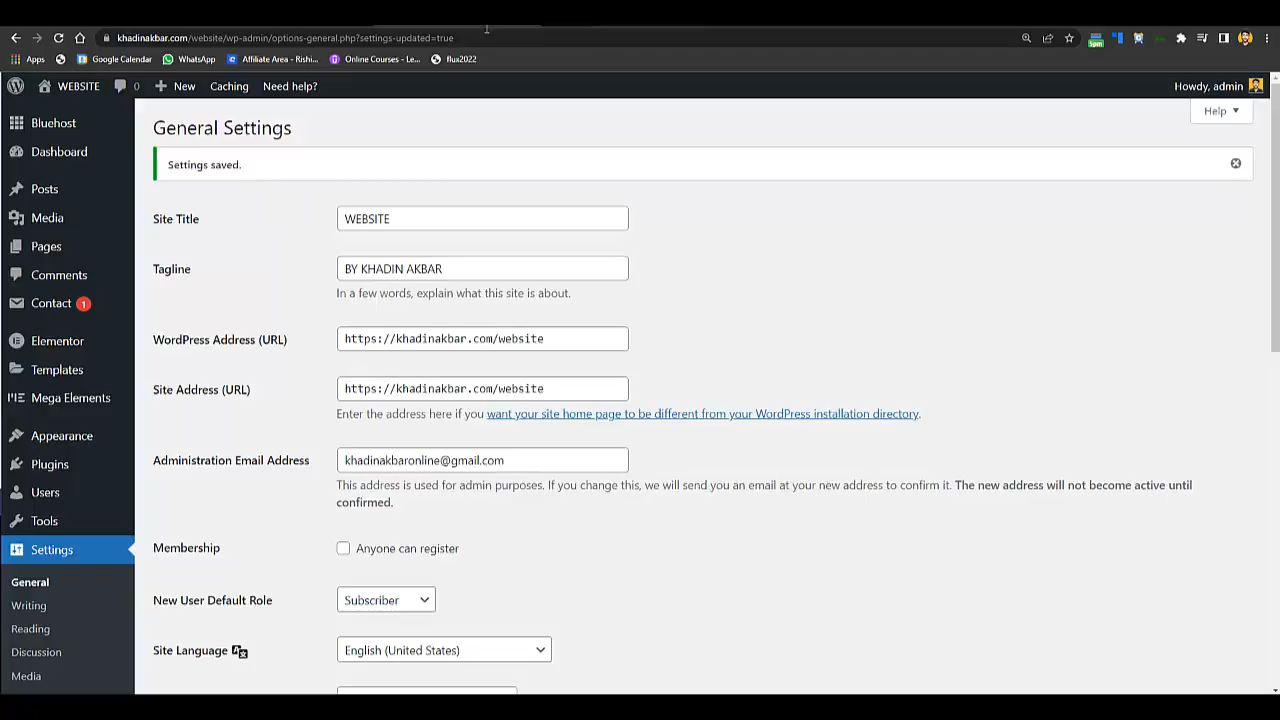 khadinakbar.com/website/wp-admin/options-general.php?settings-updated=true
Apps Google Calendar WhatsApp Affiliate Area - Rishi... Online Courses - Le... flux2022
5pm
WEBSITE 0 New Caching Need help? Howdy, admin
Help
Bluehost
Dashboard
Posts
Media
Pages
Comments
Contact 1
Elementor
Templates
Mega Elements
Appearance
Plugins
Users
Tools
Settings
General
Writing
Reading
Discussion
Media
General Settings
Settings saved.
Site Title WEBSITE
Tagline BY KHADIN AKBAR
In a few words, explain what this site is about.
WordPress Address (URL) https://khadinakbar.com/website
Site Address (URL) https://khadinakbar.com/website
Enter the address here if you want your site home page to be different from your WordPress installation directory.
Administration Email Address khadinakbaronline@gmail.com
This address is used for admin purposes. If you change this, we will send you an email at your new address to confirm it. The new address will not become active until
confirmed.
Membership Anyone can register
New User Default Role Subscriber
Site Language English (United States)